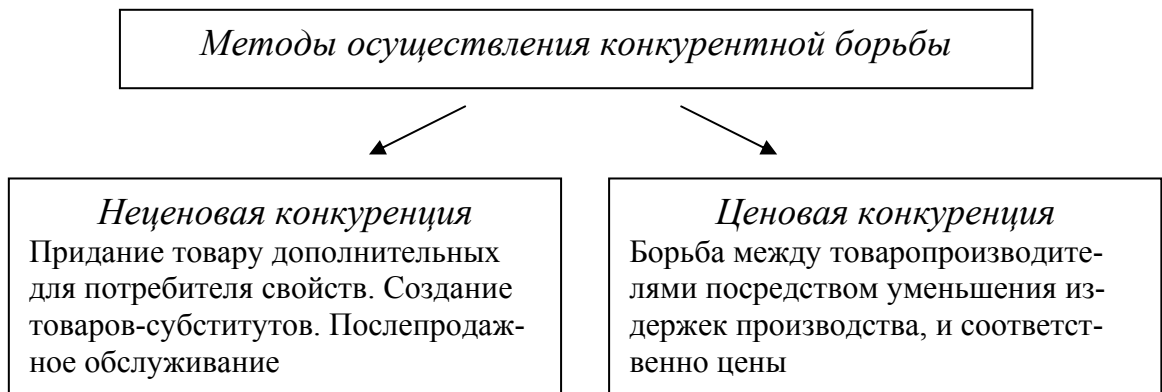 Методы осуществления конкурентной борьбы
Неценовая конкуренция
Придание товару дополнительных
для потребителя свойств. Создание
товаров-субститутов. Послепродаж-
ное обслуживание
Ценовая конкуренция
Борьба между товаропроизводите-
лями посредством уменьшения из-
держек производства, и соответст-
венно цены